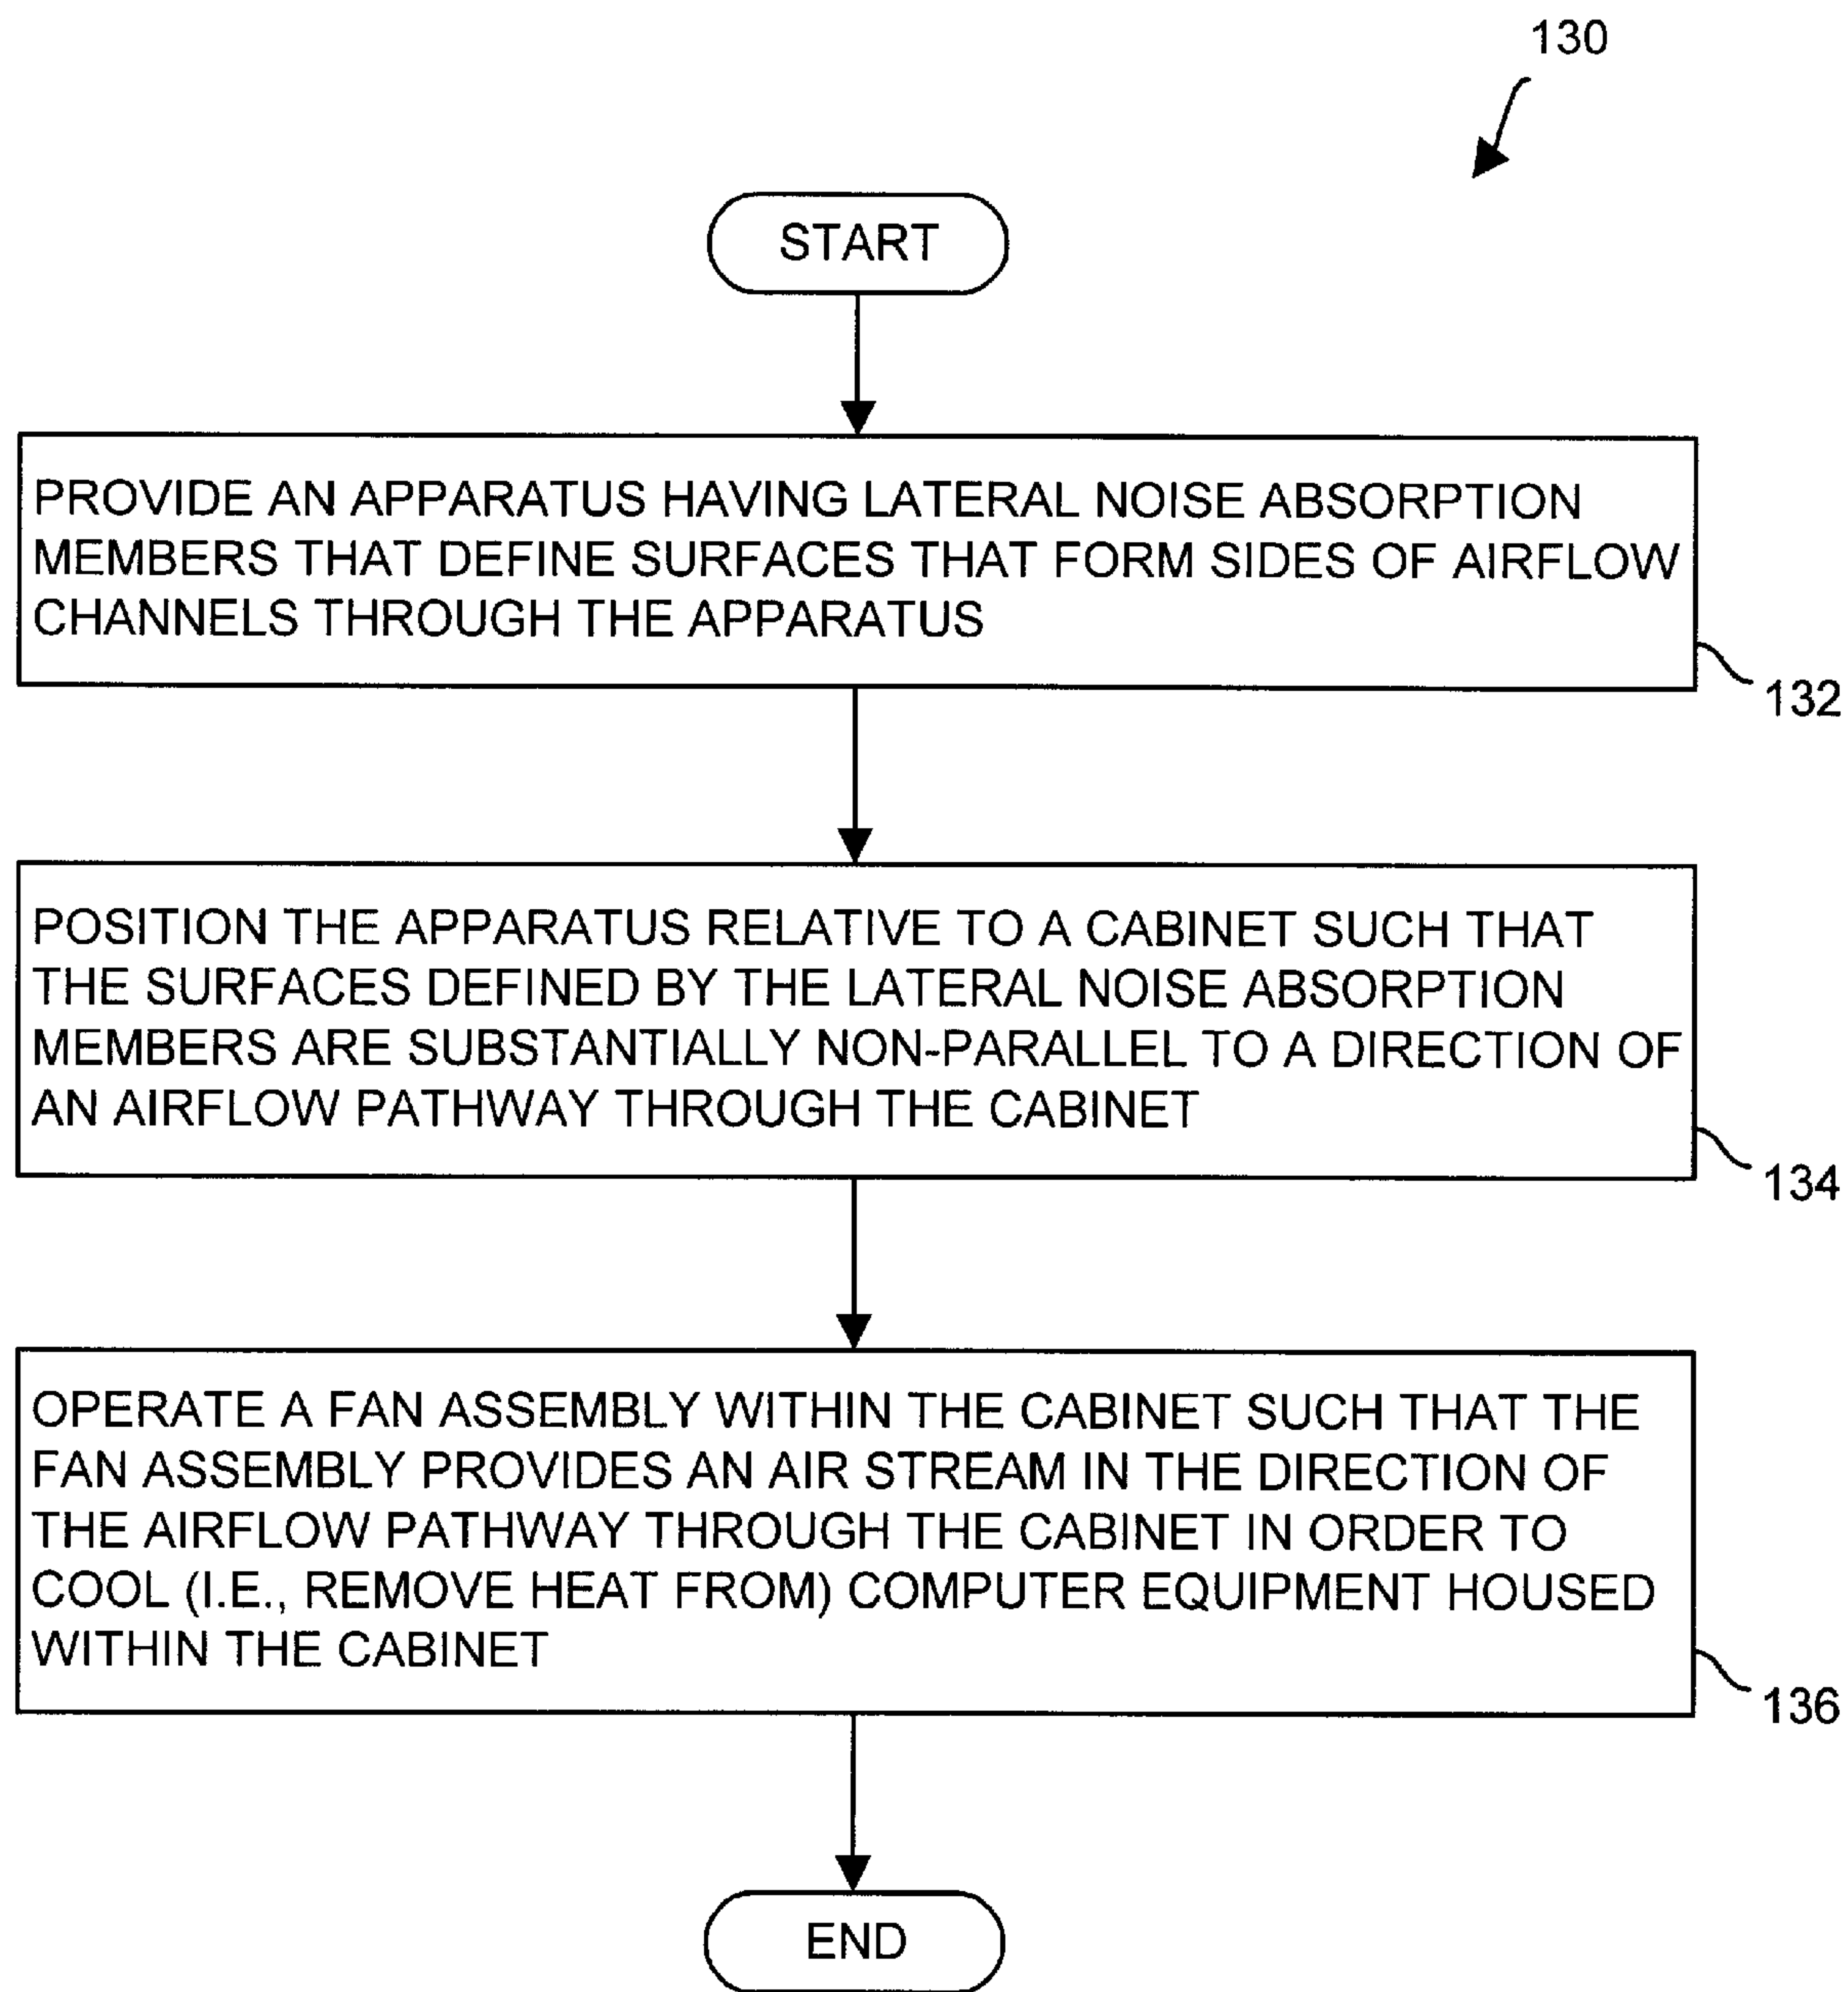 130
START
PROVIDE AN APPARATUS HAVING LATERAL NOISE ABSORPTION
MEMBERS THAT DEFINE SURFACES THAT FORM SIDES OF AIRFLOW
CHANNELS THROUGH THE APPARATUS
132
POSITION THE APPARATUS RELATIVE TO A CABINET SUCH THAT
THE SURFACES DEFINED BY THE LATERAL NOISE ABSORPTION
MEMBERS ARE SUBSTANTIALLY NON-PARALLEL TO A DIRECTION OF
AN AIRFLOW PATHWAY THROUGH THE CABINET
134
OPERATE A FAN ASSEMBLY WITHIN THE CABINET SUCH THAT THE
FAN ASSEMBLY PROVIDES AN AIR STREAM IN THE DIRECTION OF
THE AIRFLOW PATHWAY THROUGH THE CABINET IN ORDER TO
COOL (I.E., REMOVE HEAT FROM) COMPUTER EQUIPMENT HOUSED
WITHIN THE CABINET
136
END